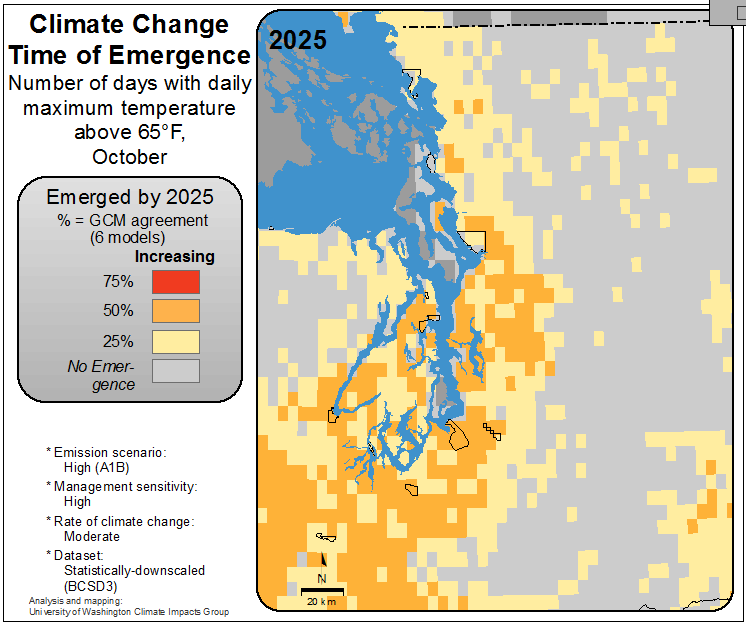 Climate Change
Time of Emergence
Number of days with daily
maximum temperature
above 65°F,
October
Emerged by 2025
% = GCM agreement
(6 models)
Increasing
75%
50%
25%
No Emer-
gence
* Emission scenario:
High (A1B)
* Management sensitivity:
High
* Rate of climate change:
Moderate
* Dataset:
Statistically-downscaled
(BCSD3)
Analysis and mapping:
University of Washington Climate Impacts Group
2025
N
20 km